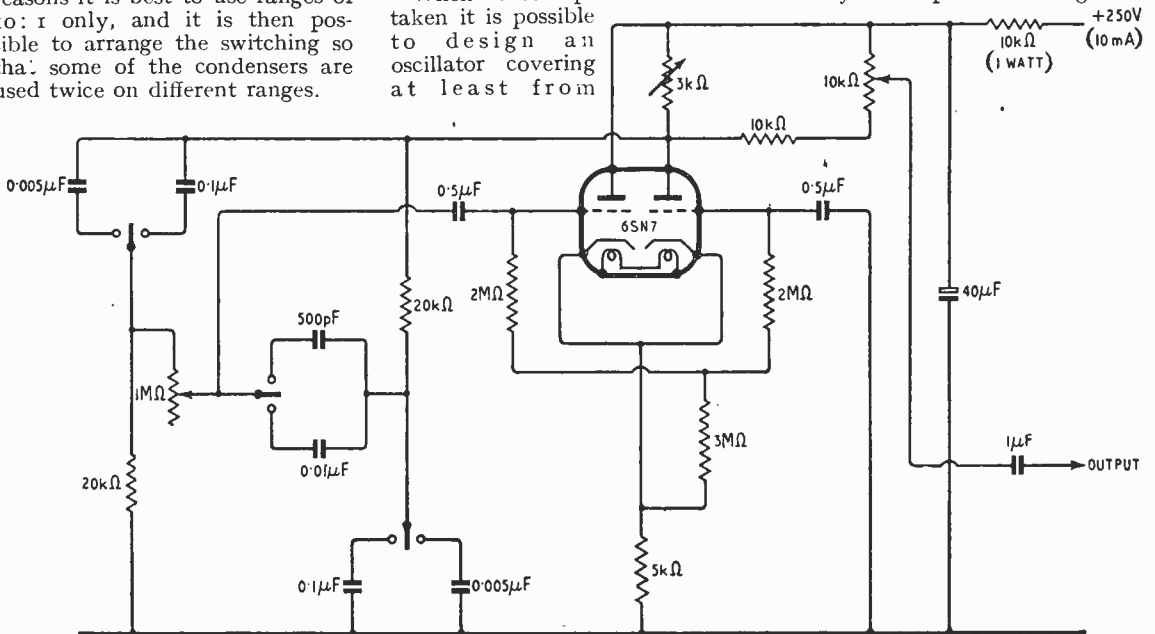 reasons it is best to use ranges of
to: 1 only, and it is then pos-
sible to arrange the switching so
that some of the condensers are
used twice on different ranges.
taken it is possible
to design an
oscillator covering
at least from
+250V
(10mA)
10kΩ
(1 WATT)
3kΩ
10kΩ
10kΩ
0·005µF
0·1µF
0·5µF
0·5µF
6SN7
2MΩ
2MΩ
20kΩ
40µF
500pF
1MΩ
0·01µF
3MΩ
1µF
OUTPUT
20kΩ
0·1µF
0·005µF
5kΩ